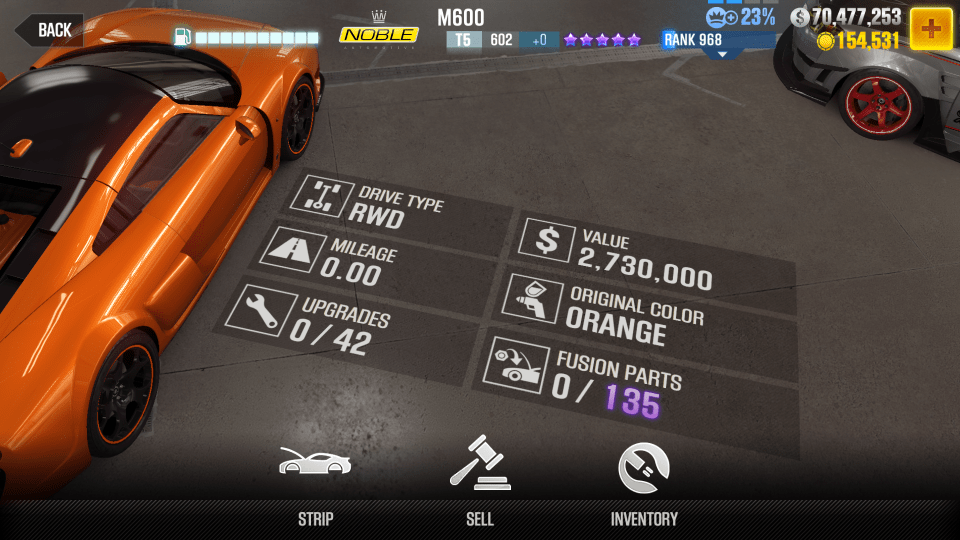 BACK
NOBLE
M600
T5 602 +0
23%
RANK 968
$ 70,477,253
154,531
DRIVE TYPE
RWD
MILEAGE
0.00
UPGRADES
0 / 42
$
VALUE
2,730,000
ORIGINAL COLOR
ORANGE
FUSION PARTS
0 / 135
STRIP
SELL
INVENTORY